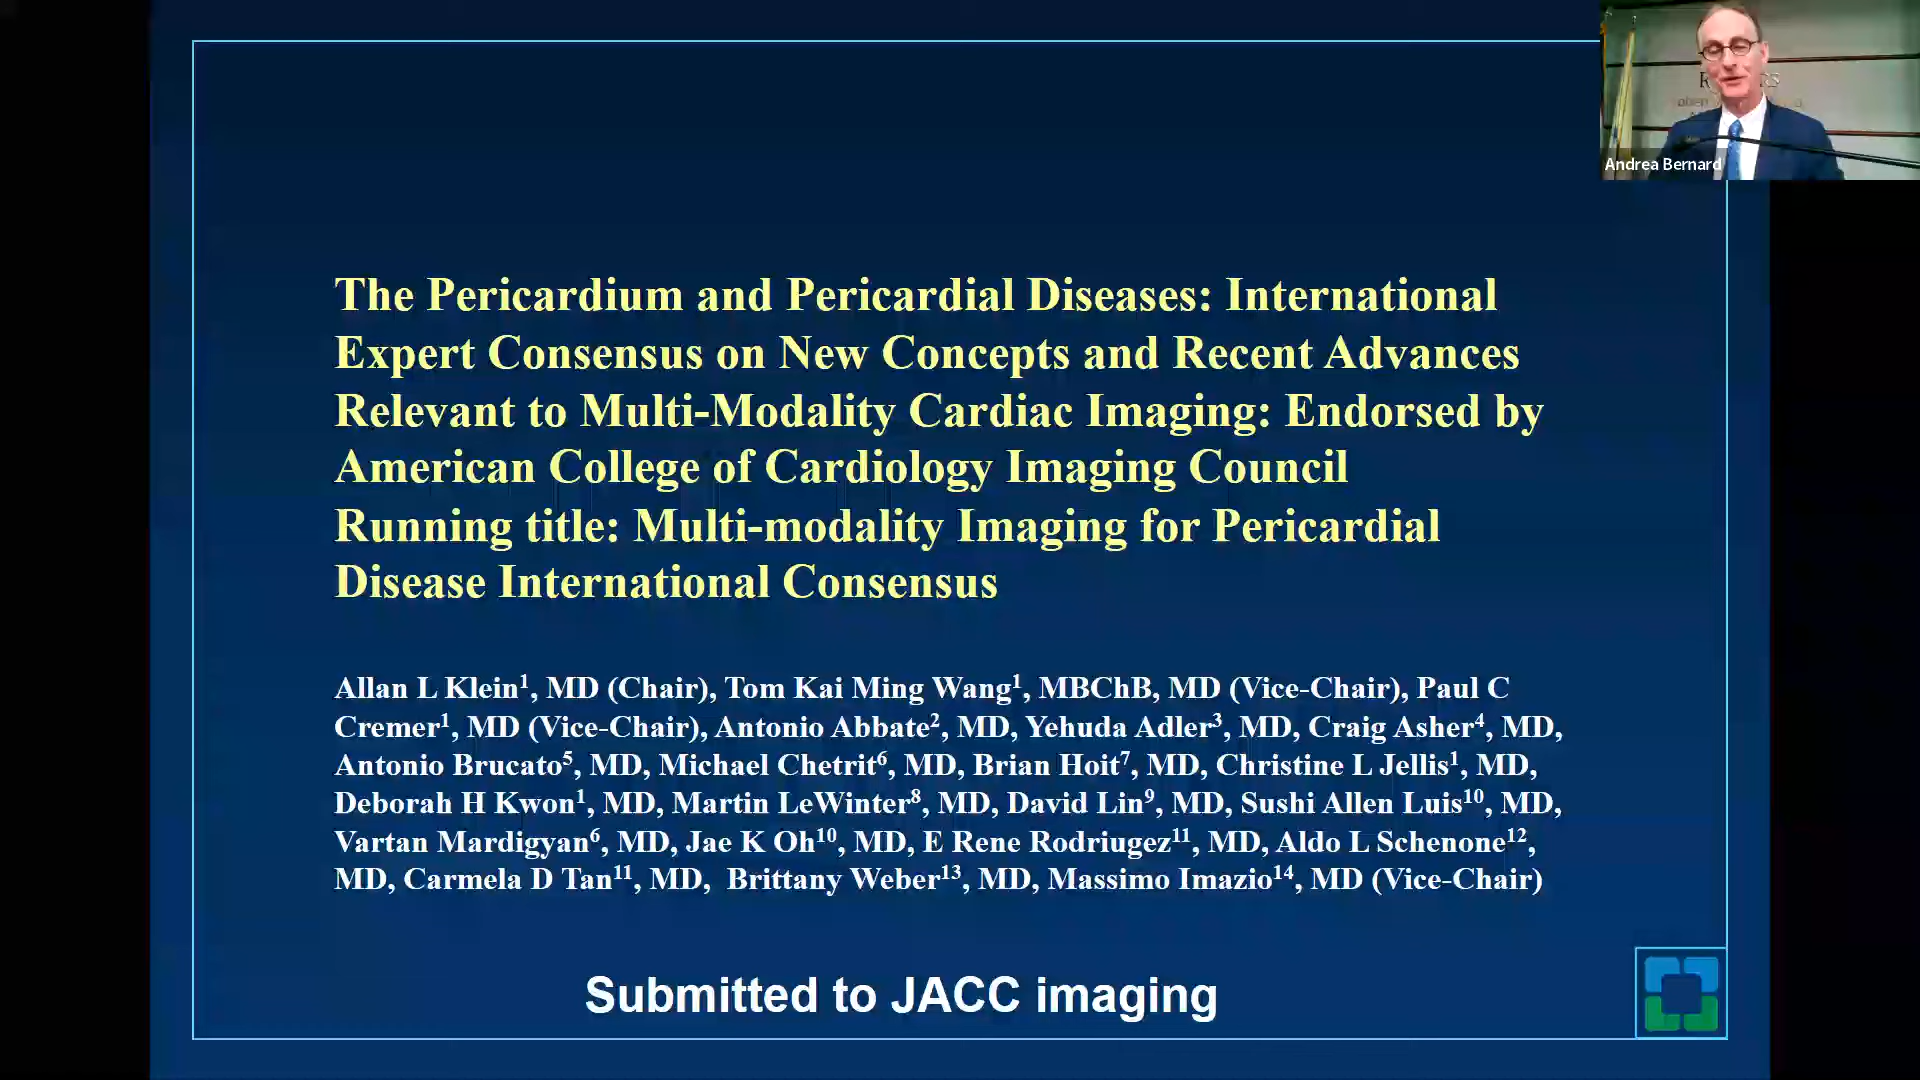 The Pericardium and Pericardial Diseases: International
Expert Consensus on New Concepts and Recent Advances
Relevant to Multi-Modality Cardiac Imaging: Endorsed by
American College of Cardiology Imaging Council
Running title: Multi-modality Imaging for Pericardial
Disease International Consensus
Allan L Klein¹, MD (Chair), Tom Kai Ming Wang¹, MBChB, MD (Vice-Chair), Paul C
Cremer¹, MD (Vice-Chair), Antonio Abbate², MD, Yehuda Adler³, MD, Craig Asher⁴, MD,
Antonio Brucato⁵, MD, Michael Chetrit⁶, MD, Brian Hoit⁷, MD, Christine L Jellis¹, MD,
Deborah H Kwon¹, MD, Martin LeWinter⁸, MD, David Lin⁹, MD, Sushi Allen Luis¹⁰, MD,
Vartan Mardigyan⁶, MD, Jae K Oh¹⁰, MD, E Rene Rodriugez¹¹, MD, Aldo L Schenone¹²,
MD, Carmela D Tan¹¹, MD, Brittany Weber¹³, MD, Massimo Imazio¹⁴, MD (Vice-Chair)
Submitted to JACC imaging
Andrea Bernard